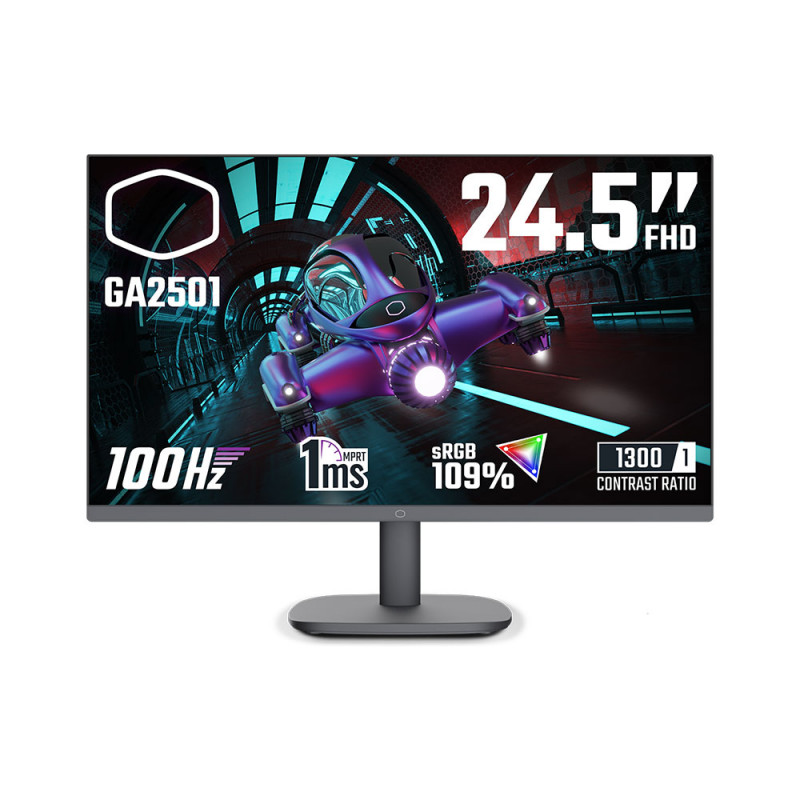 GA2501
24.5"
FHD
100Hz
1ms
MPRT
sRGB
109%
1300/1
CONTRAST RATIO